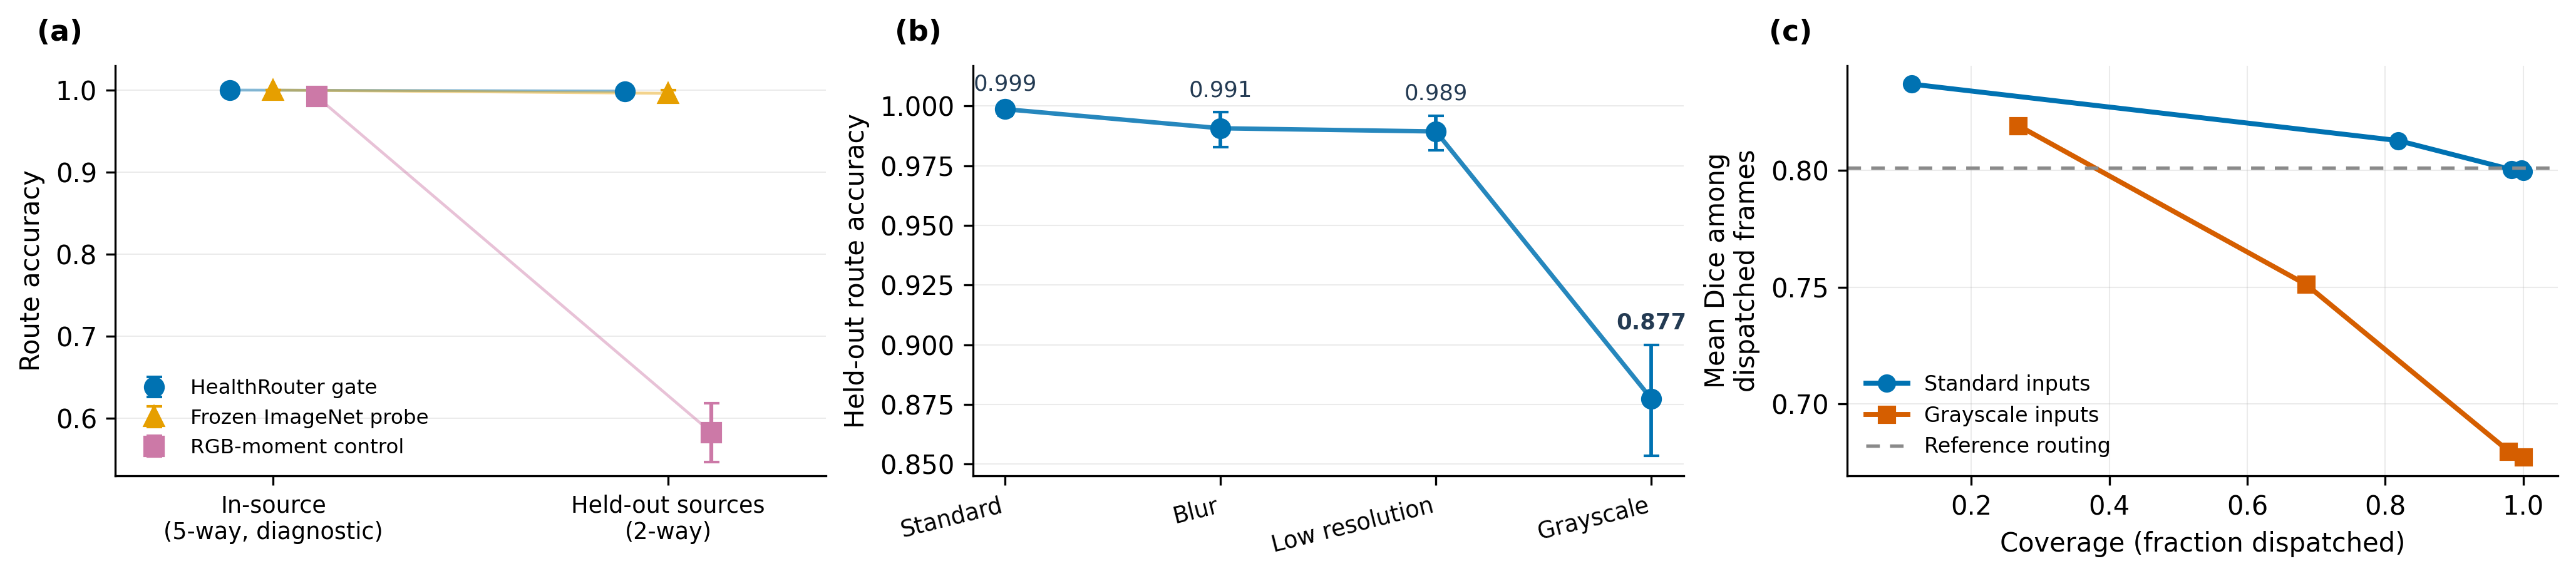 (a)
Route accuracy
1.0
0.9
0.8
0.7
0.6
HealthRouter gate
Frozen ImageNet probe
RGB-moment control
In-source
(5-way, diagnostic)
Held-out sources
(2-way)
(b)
Held-out route accuracy
1.000
0.975
0.950
0.925
0.900
0.875
0.850
0.999
0.991
0.989
0.877
Standard
Blur
Low resolution
Grayscale
(c)
Mean Dice among
dispatched frames
0.80
0.75
0.70
Standard inputs
Grayscale inputs
Reference routing
0.2
0.4
0.6
0.8
1.0
Coverage (fraction dispatched)